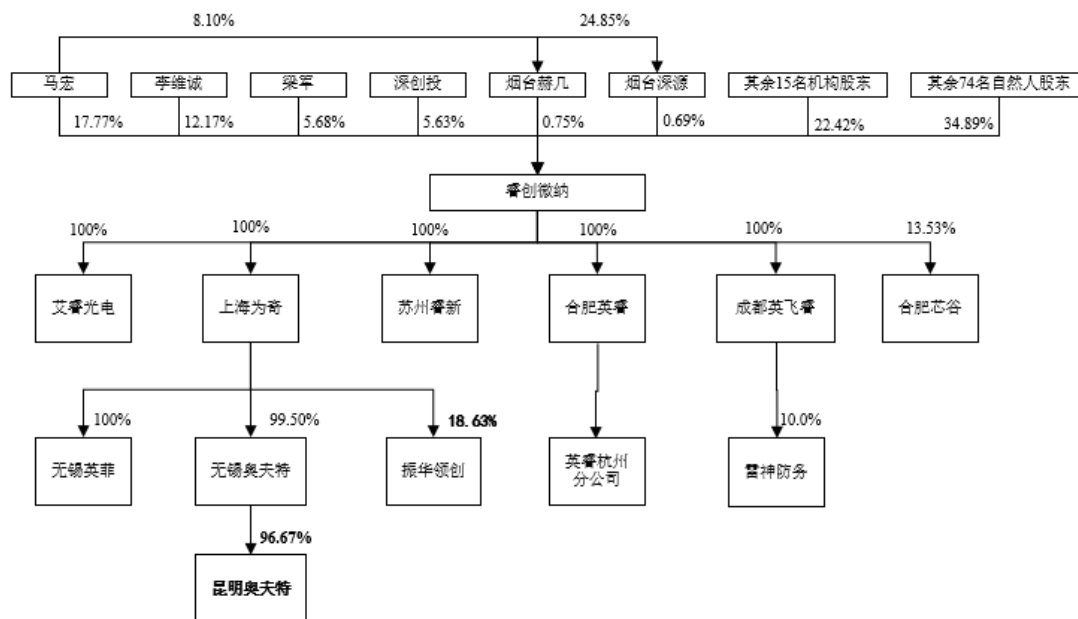 8.10%
24.85%
马宏
李维诚
梁军
深创投
烟台赫几
烟台深源
其余15名机构股东
其余74名自然人股东
17.77%
12.17%
5.68%
5.63%
0.75%
0.69%
22.42%
34.89%
睿创微纳
100%
100%
100%
100%
100%
13.53%
艾睿光电
上海为奇
苏州睿新
合肥英睿
成都英飞睿
合肥芯谷
100%
99.50%
18.63%
10.0%
无锡英菲
无锡奥夫特
振华领创
英睿杭州
分公司
雷神防务
96.67%
昆明奥夫特